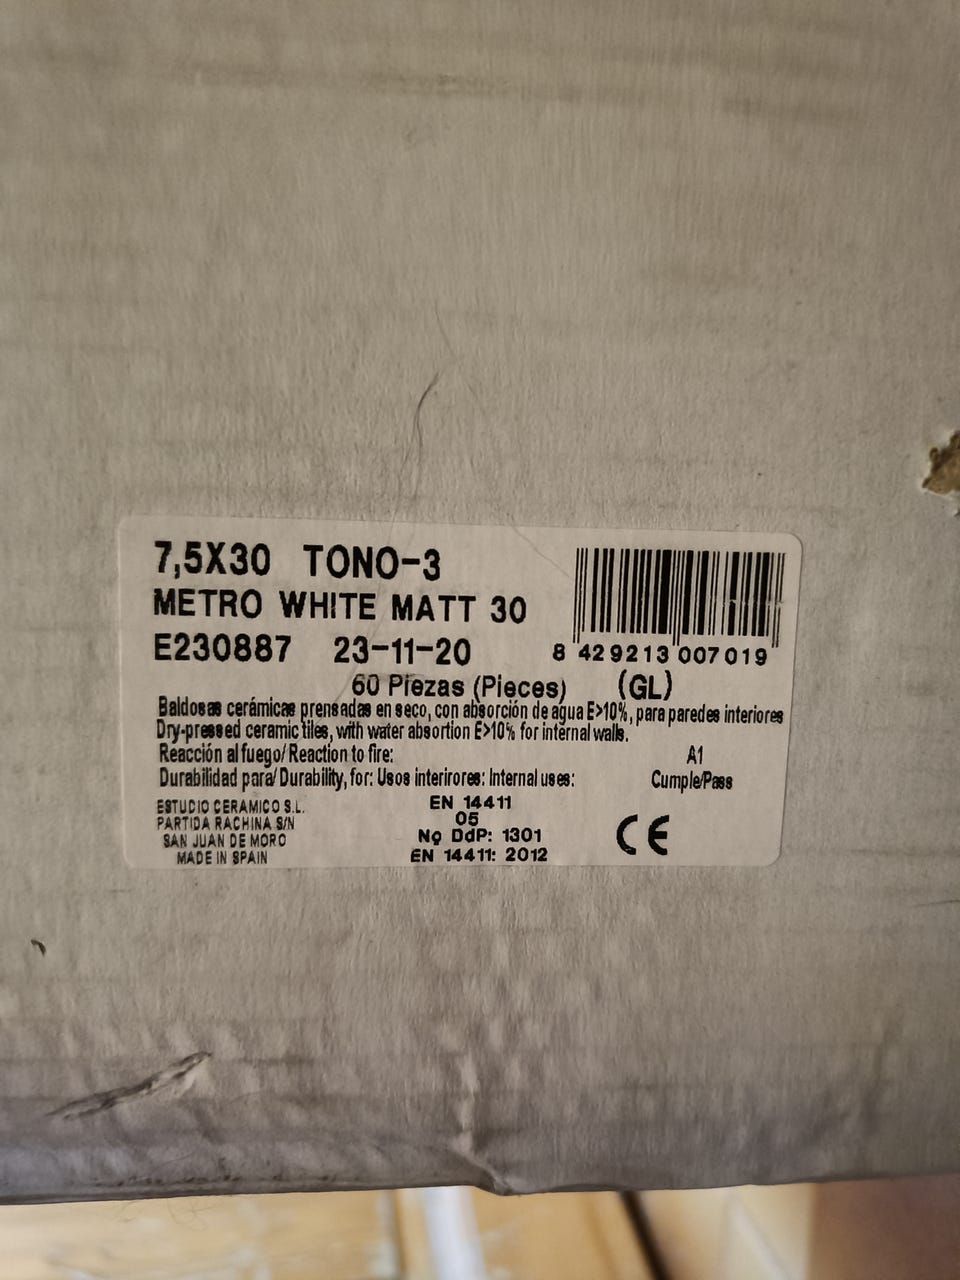 7,5X30 TONO-3
METRO WHITE MATT 30
E230887 23-11-20
8 429213 007019
60 Piezas (Pieces) (GL)
Baldosas cerámicas prensadas en seco, con absorción de agua E>10%, para paredes interiores
Dry-pressed ceramic tiles, with water absortion E>10% for internal walls.
Reacción al fuego/Reaction to fire: A1
Durabilidad para/Durability, for: Usos interirores: Internal uses: Cumple/Pass
ESTUDIO CERAMICO S.L.
PARTIDA RACHINA S/N
SAN JUAN DE MORO
MADE IN SPAIN
EN 14411
05
Nº DdP: 1301
EN 14411: 2012
CE